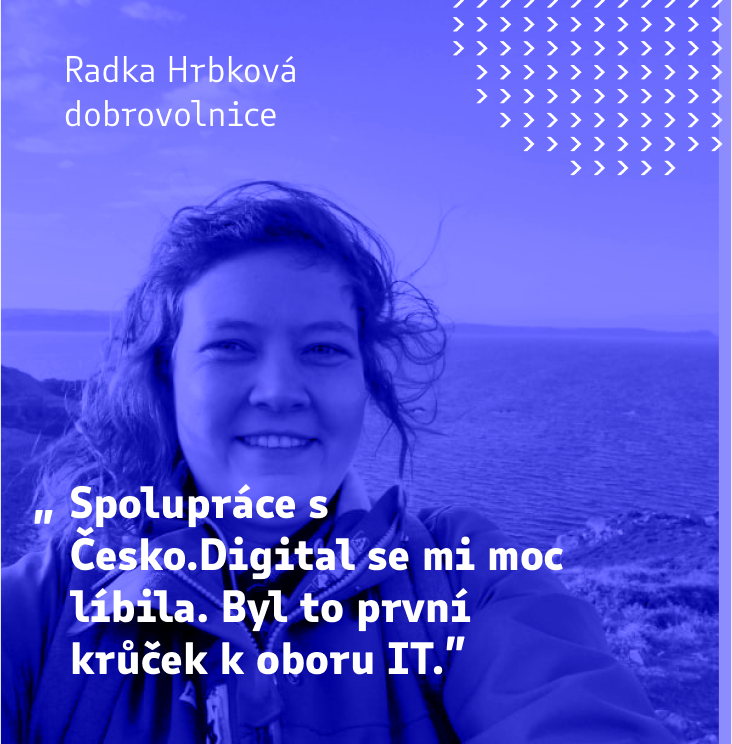 Radka Hrbková
dobrovolnice
„ Spolupráce s
Česko.Digital se mi moc
líbila. Byl to první
krůček k oboru IT.”